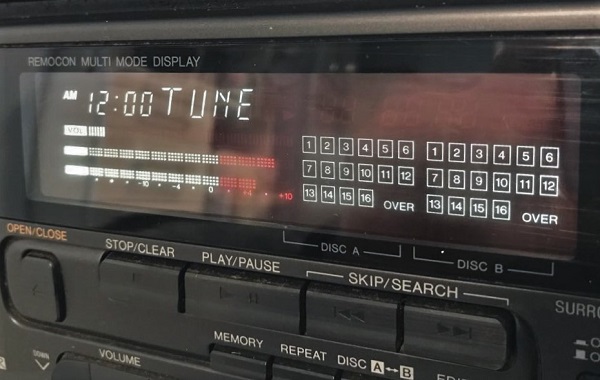 REMOCON MULTI MODE DISPLAY
AM 12:00 TUNE
VOL
-10 -4 0 +4 +10
1 2 3 4 5 6
7 8 9 10 11 12
13 14 15 16 OVER
1 2 3 4 5 6
7 8 9 10 11 12
13 14 15 16 OVER
DISC A
DISC B
OPEN/CLOSE
STOP/CLEAR
PLAY/PAUSE
SKIP/SEARCH
MEMORY
REPEAT
DISC A↔B
DOWN
VOLUME